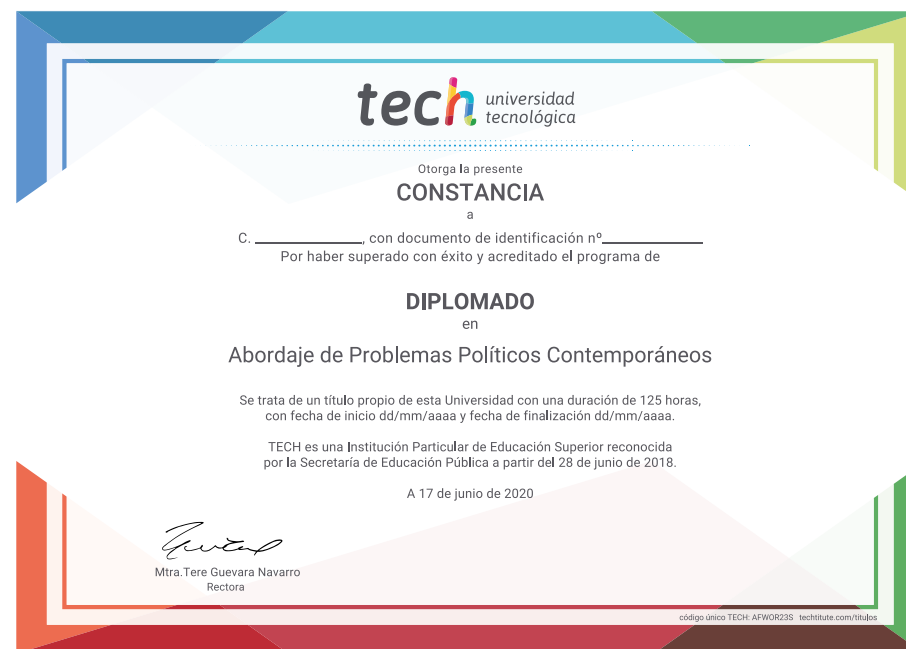 tech universidad
tecnológica
Otorga la presente
CONSTANCIA
a
C. ____________, con documento de identificación nº____________
Por haber superado con éxito y acreditado el programa de
DIPLOMADO
en
Abordaje de Problemas Políticos Contemporáneos
Se trata de un título propio de esta Universidad con una duración de 125 horas,
con fecha de inicio dd/mm/aaaa y fecha de finalización dd/mm/aaaa.
TECH es una Institución Particular de Educación Superior reconocida
por la Secretaría de Educación Pública a partir del 28 de junio de 2018.
A 17 de junio de 2020
Mtra.Tere Guevara Navarro
Rectora
código único TECH: AFWOR23S techtitute.com/titulos